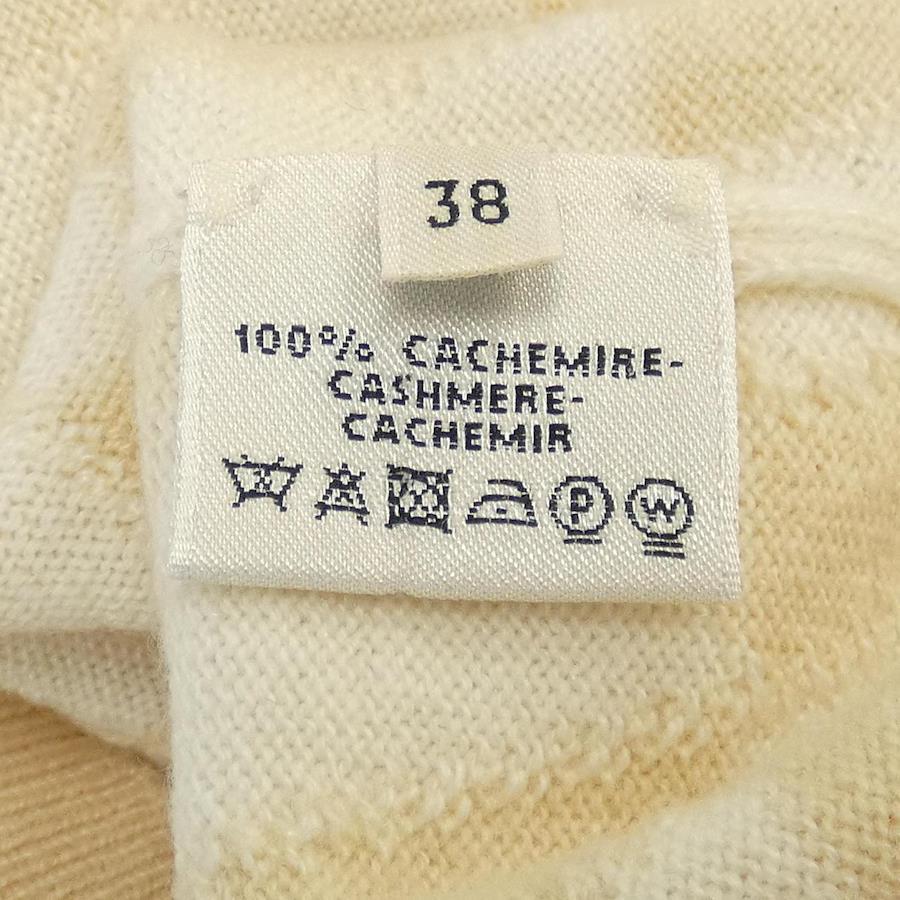 38
100% CACHEMIRE-
CASHMERE-
CACHEMIR
P W